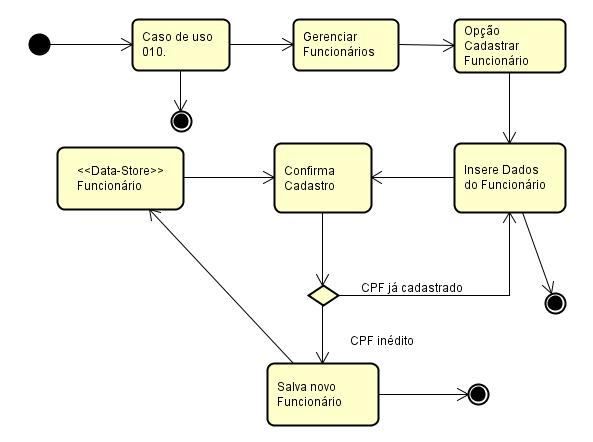 Caso de uso
010.
Gerenciar
Funcionários
Opção
Cadastrar
Funcionário
<<Data-Store>>
Funcionário
Confirma
Cadastro
Insere Dados
do Funcionário
CPF já cadastrado
CPF inédito
Salva novo
Funcionário